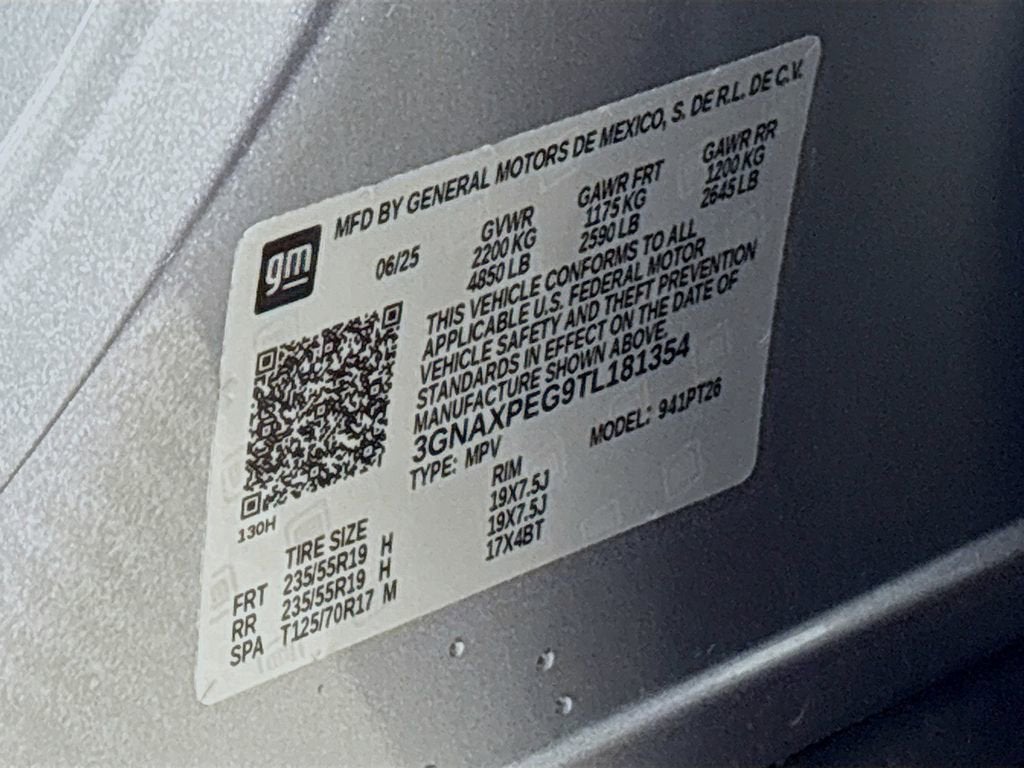 gm
MFD BY GENERAL MOTORS DE MEXICO, S. DE R.L. DE C.V.
06/25
GVWR GAWR FRT GAWR RR
2200 KG 1175 KG 1200 KG
4850 LB 2590 LB 2645 LB
THIS VEHICLE CONFORMS TO ALL
APPLICABLE U.S. FEDERAL MOTOR
VEHICLE SAFETY AND THEFT PREVENTION
STANDARDS IN EFFECT ON THE DATE OF
MANUFACTURE SHOWN ABOVE.
3GNAXPEG9TL181354
TYPE: MPV MODEL: 941PT26
130H
TIRE SIZE RIM
FRT 235/55R19 H 19X7.5J
RR 235/55R19 H 19X7.5J
SPA T125/70R17 M 17X4BT